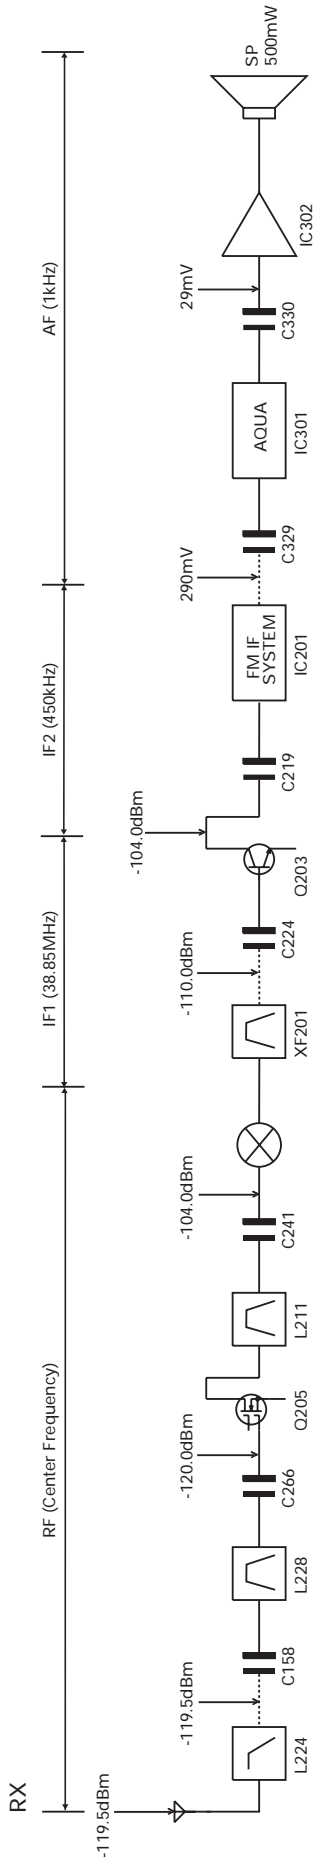 RX
RF (Center Frequency)
IF1 (38.85MHz)
IF2 (450kHz)
AF (1kHz)
-119.5dBm
-119.5dBm
-120.0dBm
-104.0dBm
-110.0dBm
-104.0dBm
290mV
29mV
SP
500mW
FM IF
SYSTEM
AQUA
L224
C158
L228
C266
Q205
L211
C241
XF201
C224
Q203
C219
IC201
C329
IC301
C330
IC302